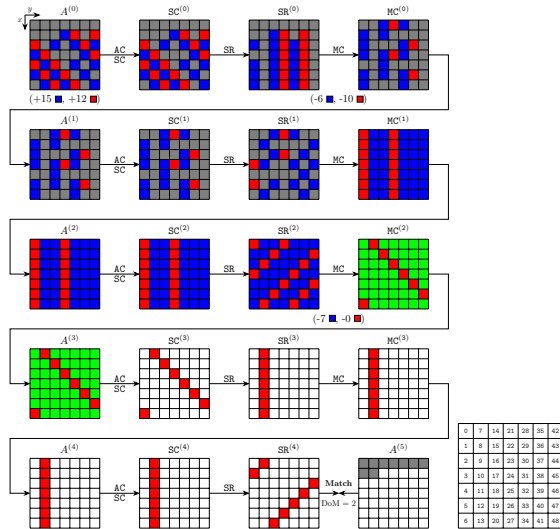 y
x
A(0) SC(0) SR(0) MC(0)
AC
SC
SR
MC
(+15 , +12 )
(-6 , -10 )
A(1) SC(1) SR(1) MC(1)
AC
SC
SR
MC
A(2) SC(2) SR(2) MC(2)
AC
SC
SR
MC
(-7 , -0 )
A(3) SC(3) SR(3) MC(3)
AC
SC
SR
MC
A(4) SC(4) SR(4) A(5)
AC
SC
SR
Match
DoM = 2
0 7 14 21 28 35 42
1 8 15 22 29 36 43
2 9 16 23 30 37 44
3 10 17 24 31 38 45
4 11 18 25 32 39 46
5 12 19 26 33 40 47
6 13 20 27 34 41 48